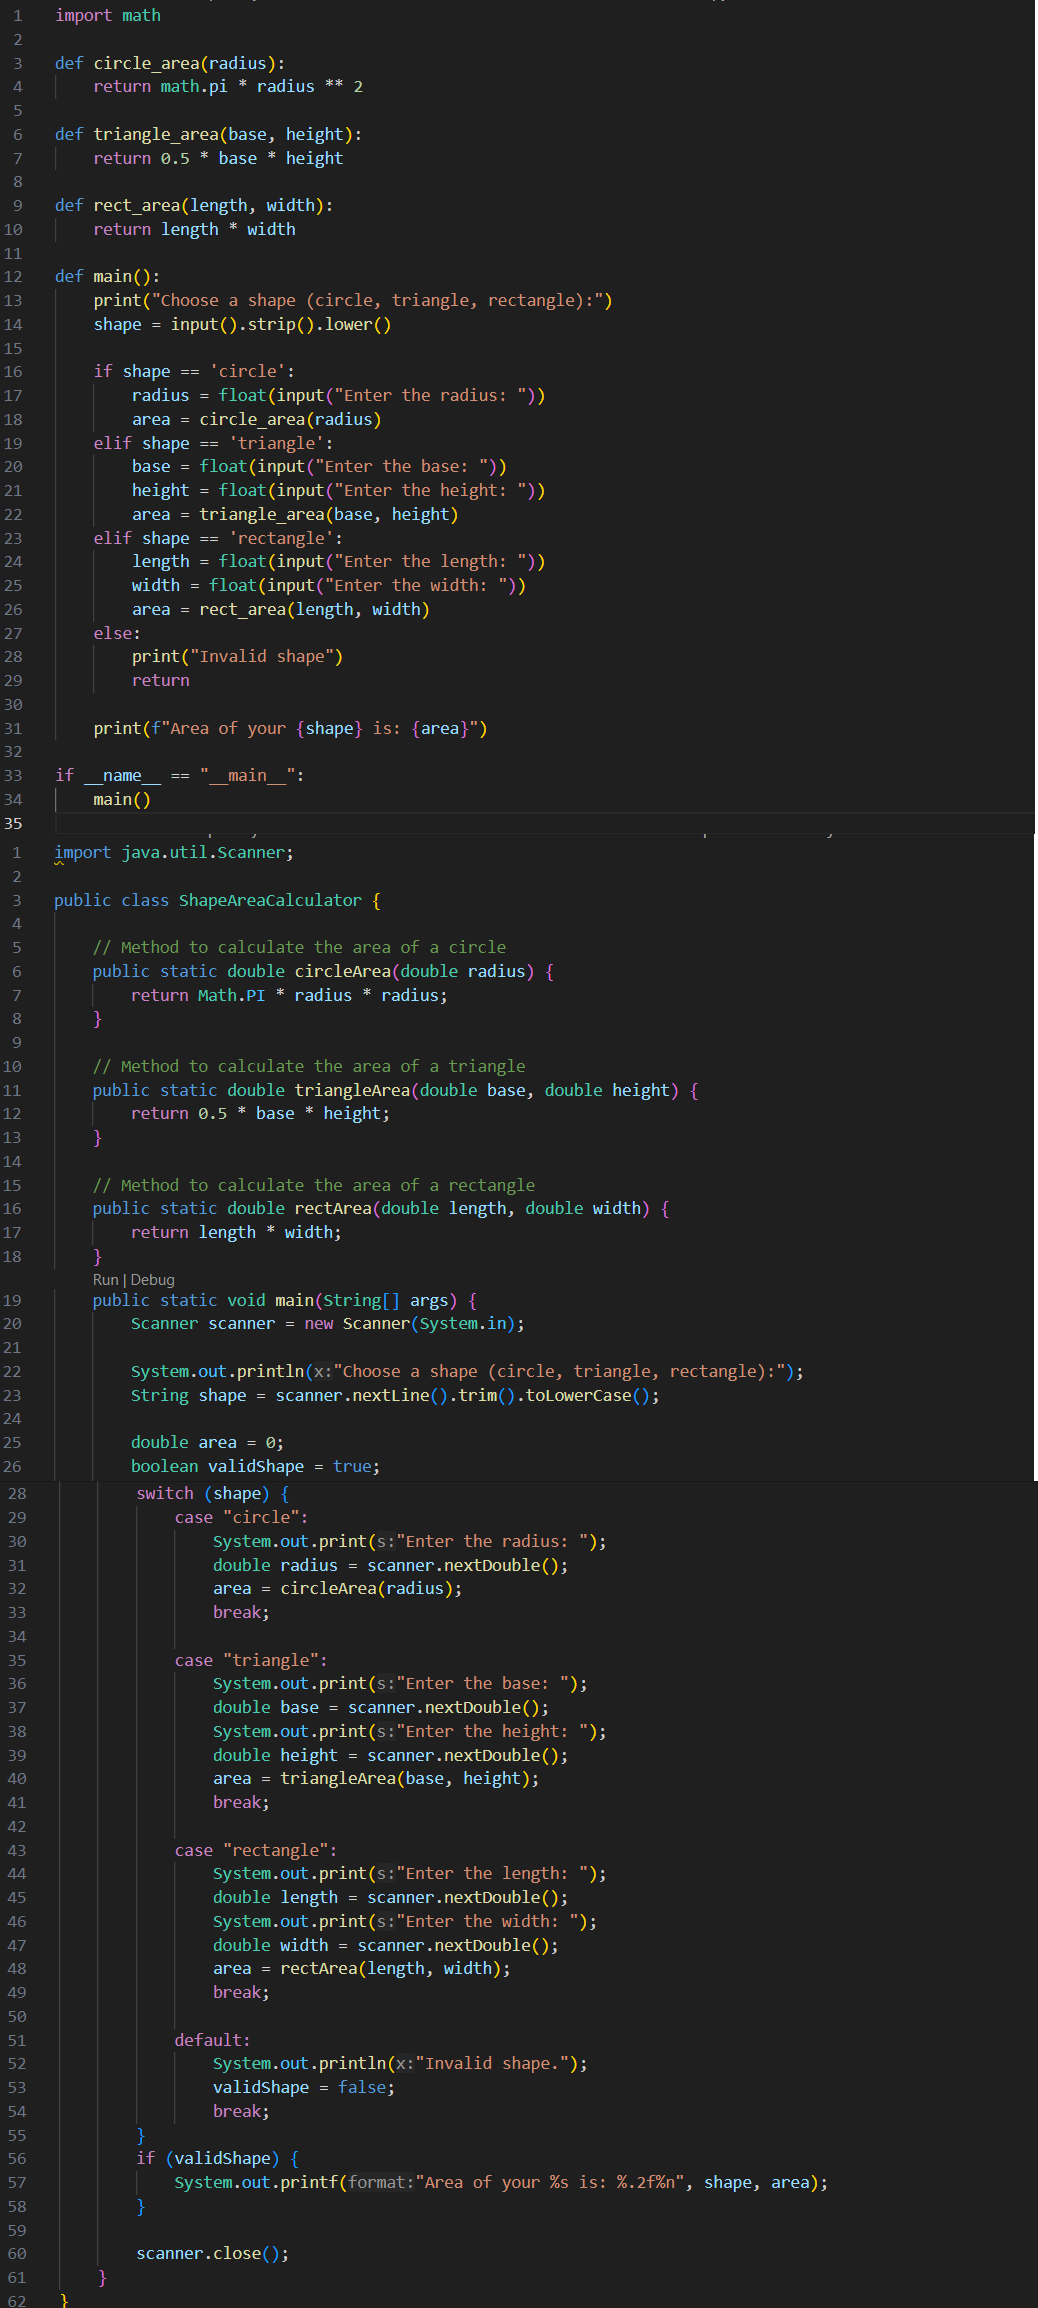 1 import math
2
3 def circle_area(radius):
4     return math.pi * radius ** 2
5
6 def triangle_area(base, height):
7     return 0.5 * base * height
8
9 def rect_area(length, width):
10     return length * width
11
12 def main():
13     print("Choose a shape (circle, triangle, rectangle):")
14     shape = input().strip().lower()
15
16     if shape == 'circle':
17         radius = float(input("Enter the radius: "))
18         area = circle_area(radius)
19     elif shape == 'triangle':
20         base = float(input("Enter the base: "))
21         height = float(input("Enter the height: "))
22         area = triangle_area(base, height)
23     elif shape == 'rectangle':
24         length = float(input("Enter the length: "))
25         width = float(input("Enter the width: "))
26         area = rect_area(length, width)
27     else:
28         print("Invalid shape")
29         return
30
31     print(f"Area of your {shape} is: {area}")
32
33 if __name__ == "__main__":
34     main()
35
1 import java.util.Scanner;
2
3 public class ShapeAreaCalculator {
4
5     // Method to calculate the area of a circle
6     public static double circleArea(double radius) {
7         return Math.PI * radius * radius;
8     }
9
10     // Method to calculate the area of a triangle
11     public static double triangleArea(double base, double height) {
12         return 0.5 * base * height;
13     }
14
15     // Method to calculate the area of a rectangle
16     public static double rectArea(double length, double width) {
17         return length * width;
18     }
Run | Debug
19     public static void main(String[] args) {
20         Scanner scanner = new Scanner(System.in);
21
22         System.out.println(x:"Choose a shape (circle, triangle, rectangle):");
23         String shape = scanner.nextLine().trim().toLowerCase();
24
25         double area = 0;
26         boolean validShape = true;
28         switch (shape) {
29             case "circle":
30                 System.out.print(s:"Enter the radius: ");
31                 double radius = scanner.nextDouble();
32                 area = circleArea(radius);
33                 break;
34
35             case "triangle":
36                 System.out.print(s:"Enter the base: ");
37                 double base = scanner.nextDouble();
38                 System.out.print(s:"Enter the height: ");
39                 double height = scanner.nextDouble();
40                 area = triangleArea(base, height);
41                 break;
42
43             case "rectangle":
44                 System.out.print(s:"Enter the length: ");
45                 double length = scanner.nextDouble();
46                 System.out.print(s:"Enter the width: ");
47                 double width = scanner.nextDouble();
48                 area = rectArea(length, width);
49                 break;
50
51             default:
52                 System.out.println(x:"Invalid shape.");
53                 validShape = false;
54                 break;
55         }
56         if (validShape) {
57             System.out.printf(format:"Area of your %s is: %.2f%n", shape, area);
58         }
59
60         scanner.close();
61     }
62 }